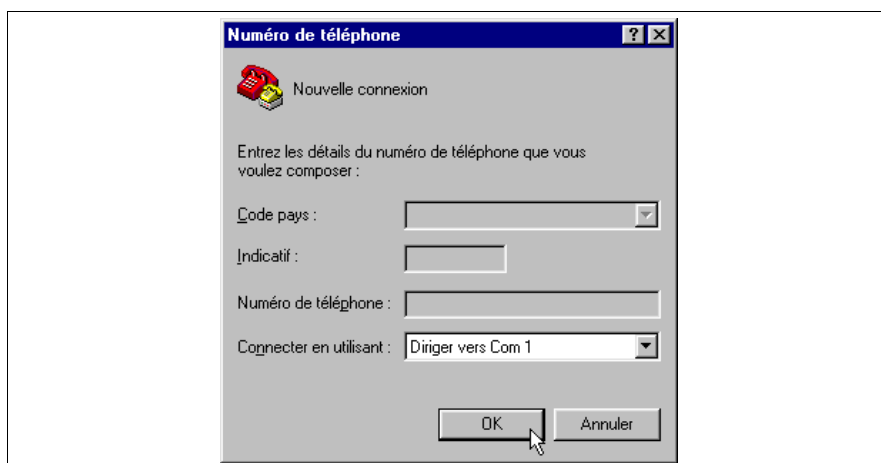 Numéro de téléphone
Nouvelle connexion
Entrez les détails du numéro de téléphone que vous
voulez composer :
Code pays :
Indicatif :
Numéro de téléphone :
Connecter en utilisant : Diriger vers Com 1
OK Annuler